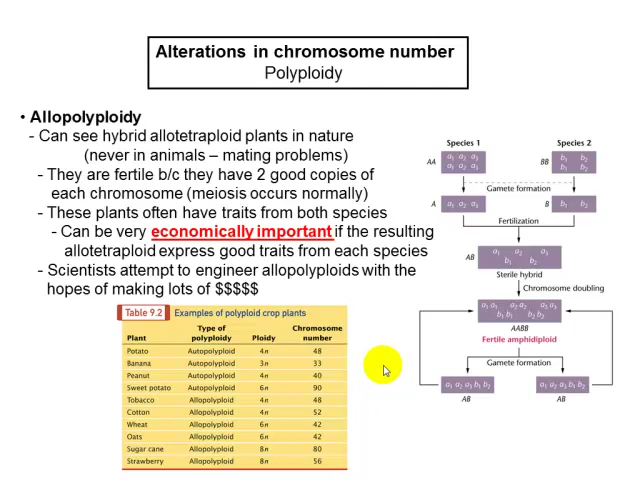 Alterations in chromosome number
Polyploidy
• Allopolyploidy
- Can see hybrid allotetraploid plants in nature
(never in animals – mating problems)
- They are fertile b/c they have 2 good copies of
each chromosome (meiosis occurs normally)
- These plants often have traits from both species
- Can be very economically important if the resulting
allotetraploid express good traits from each species
- Scientists attempt to engineer allopolyploids with the
hopes of making lots of $$$$$
Table 9.2 Examples of polyploid crop plants
Plant Type of polyploidy Ploidy Chromosome number
Potato Autopolyploid 4n 48
Banana Autopolyploid 3n 33
Peanut Autopolyploid 4n 40
Sweet potato Autopolyploid 6n 90
Tobacco Allopolyploid 4n 48
Cotton Allopolyploid 4n 52
Wheat Allopolyploid 6n 42
Oats Allopolyploid 6n 42
Sugar cane Allopolyploid 8n 80
Strawberry Allopolyploid 8n 56
Species 1 Species 2
AA a1 a2 a3 BB b1 b2
a1 a2 a3 b1 b2
Gamete formation
A a1 a2 a3 B b1 b2
Fertilization
AB a1 a2 a3
b1 b2
Sterile hybrid
Chromosome doubling
a1 a1 a2 a2 a3 a3
b1 b1 b2 b2
AABB
Fertile amphidiploid
Gamete formation
a1 a2 a3 b1 b2 a1 a2 a3 b1 b2
AB AB